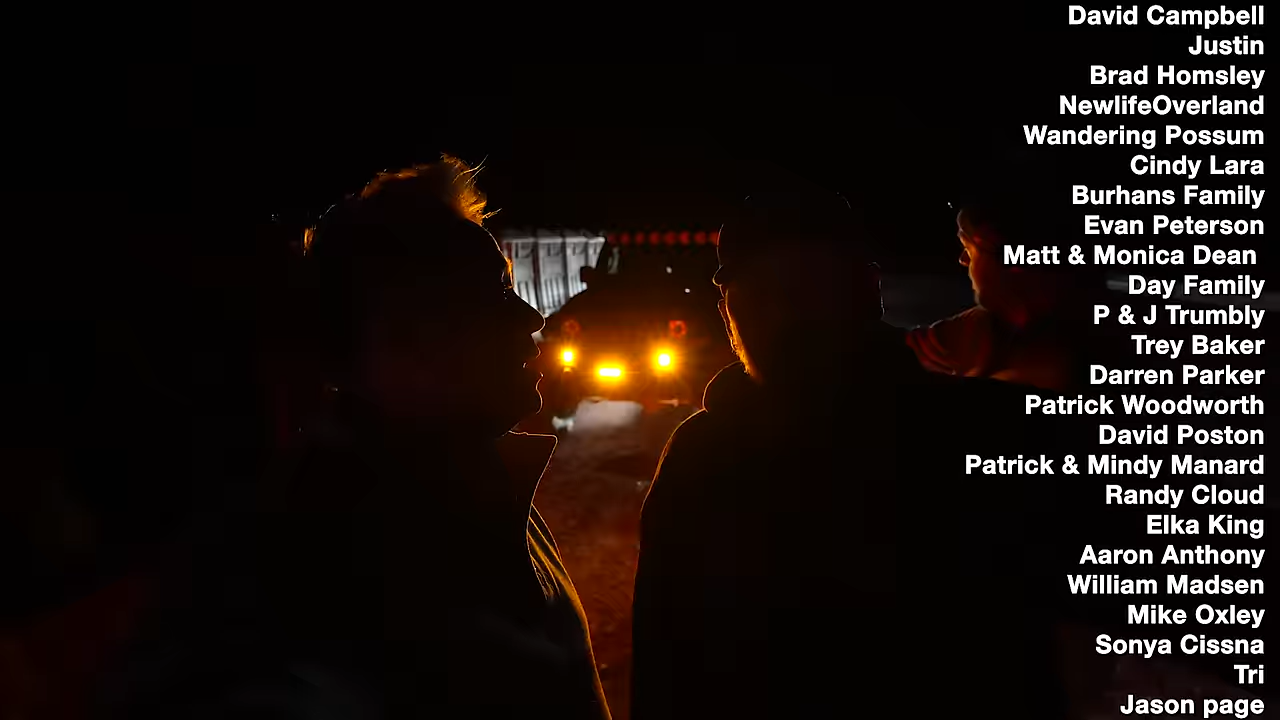 David Campbell
Justin
Brad Homsley
NewlifeOverland
Wandering Possum
Cindy Lara
Burhans Family
Evan Peterson
Matt & Monica Dean
Day Family
P & J Trumbly
Trey Baker
Darren Parker
Patrick Woodworth
David Poston
Patrick & Mindy Manard
Randy Cloud
Elka King
Aaron Anthony
William Madsen
Mike Oxley
Sonya Cissna
Tri
Jason page